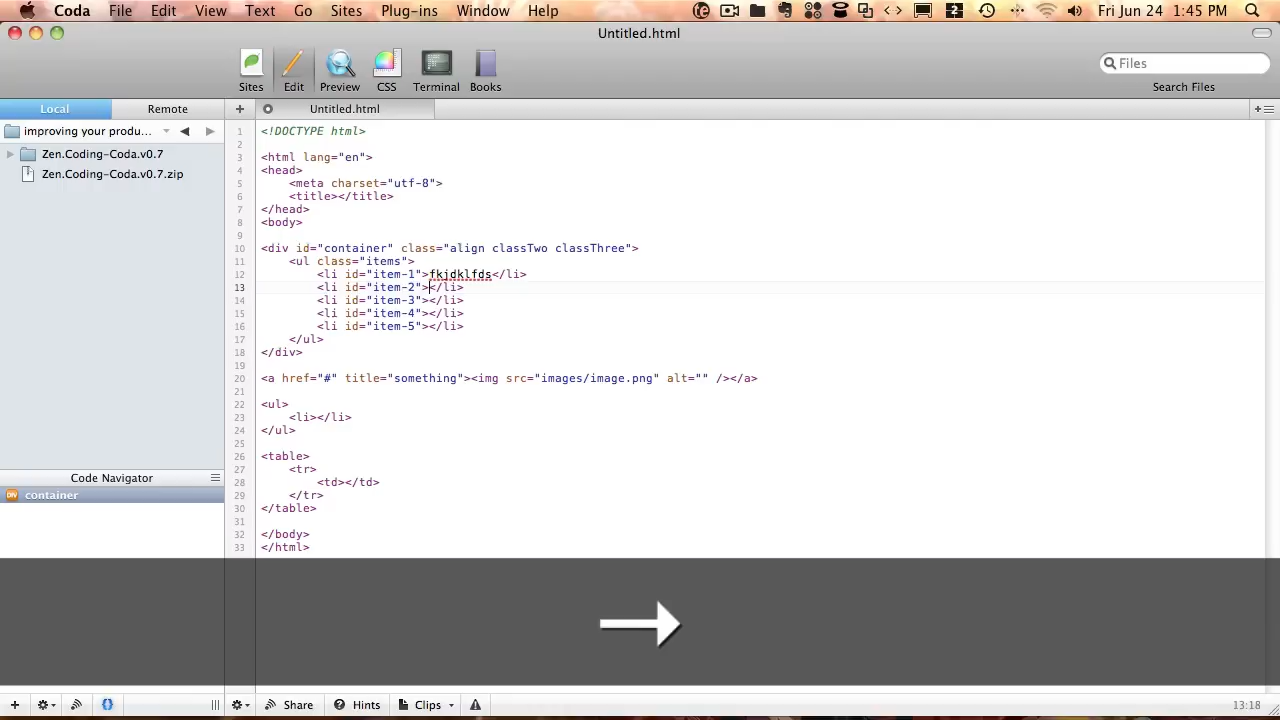 Coda File Edit View Text Go Sites Plug-ins Window Help Fri Jun 24 1:45 PM
Untitled.html
Sites Edit Preview CSS Terminal Books
Files
Search Files
Local Remote
Untitled.html
improving your produ...
Zen.Coding-Coda.v0.7
Zen.Coding-Coda.v0.7.zip
Code Navigator
DIV container
1 <!DOCTYPE html>
2
3 <html lang="en">
4 <head>
5 <meta charset="utf-8">
6 <title></title>
7 </head>
8 <body>
9
10 <div id="container" class="align classTwo classThree">
11 <ul class="items">
12 <li id="item-1">fkjdklfds</li>
13 <li id="item-2"></li>
14 <li id="item-3"></li>
15 <li id="item-4"></li>
16 <li id="item-5"></li>
17 </ul>
18 </div>
19
20 <a href="#" title="something"><img src="images/image.png" alt="" /></a>
21
22 <ul>
23 <li></li>
24 </ul>
25
26 <table>
27 <tr>
28 <td></td>
29 </tr>
30 </table>
31
32 </body>
33 </html>
Share Hints Clips 13:18